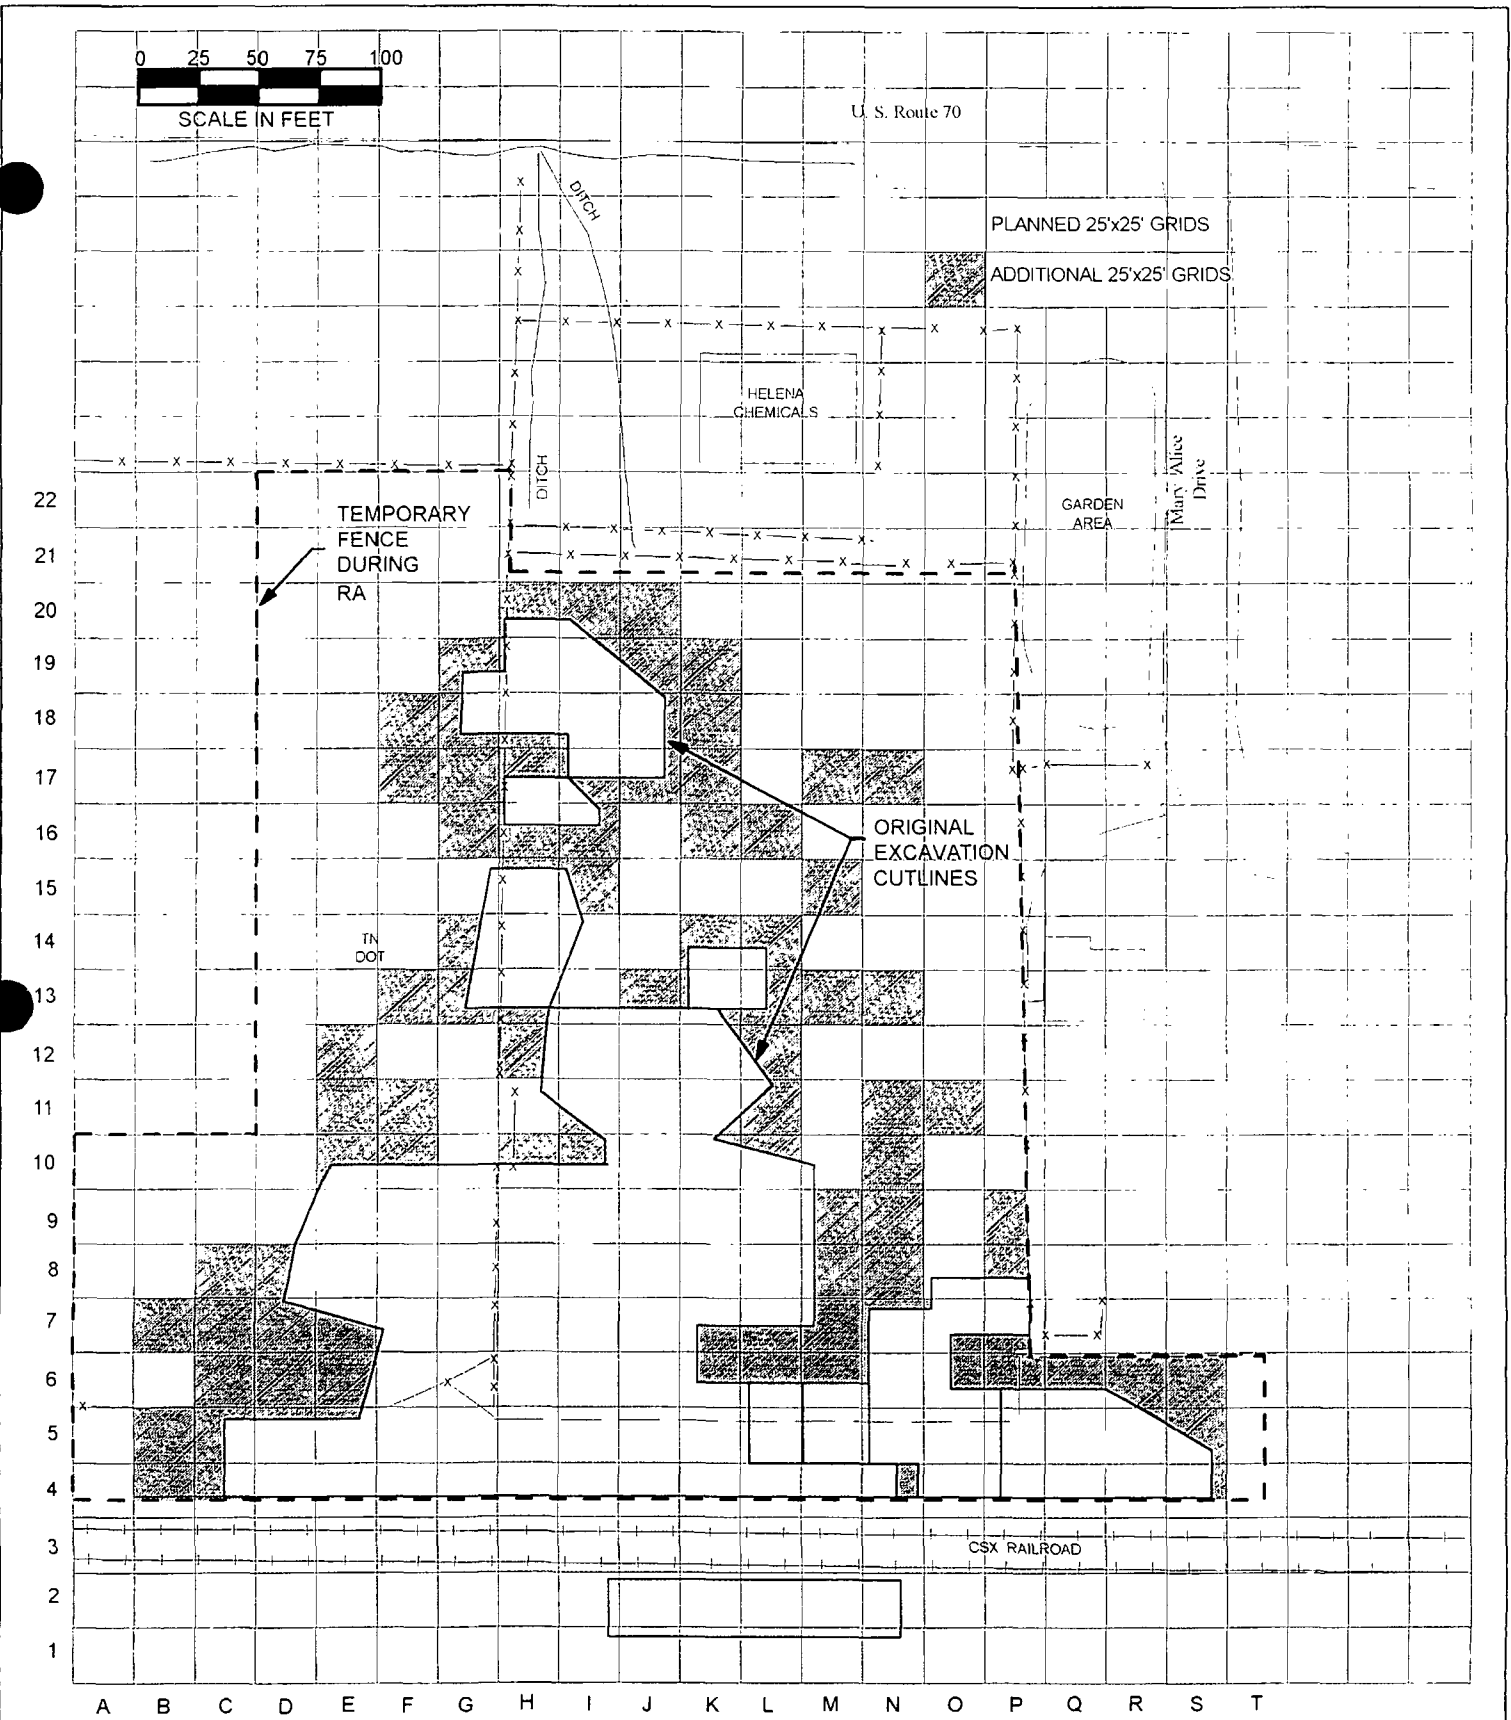 0 25 50 75 100
SCALE IN FEET
U. S. Route 70
DITCH
PLANNED 25'x25' GRIDS
ADDITIONAL 25'x25' GRIDS
HELENA
CHEMICALS
DITCH
Mary Alice
Drive
GARDEN
AREA
TEMPORARY
FENCE
DURING
RA
22
21
20
19
18
17
16
15
14
13
12
11
10
9
8
7
6
5
4
3
2
1
ORIGINAL
EXCAVATION
CUTLINES
TN
DOT
CSX RAILROAD
A B C D E F G H I J K L M N O P Q R S T